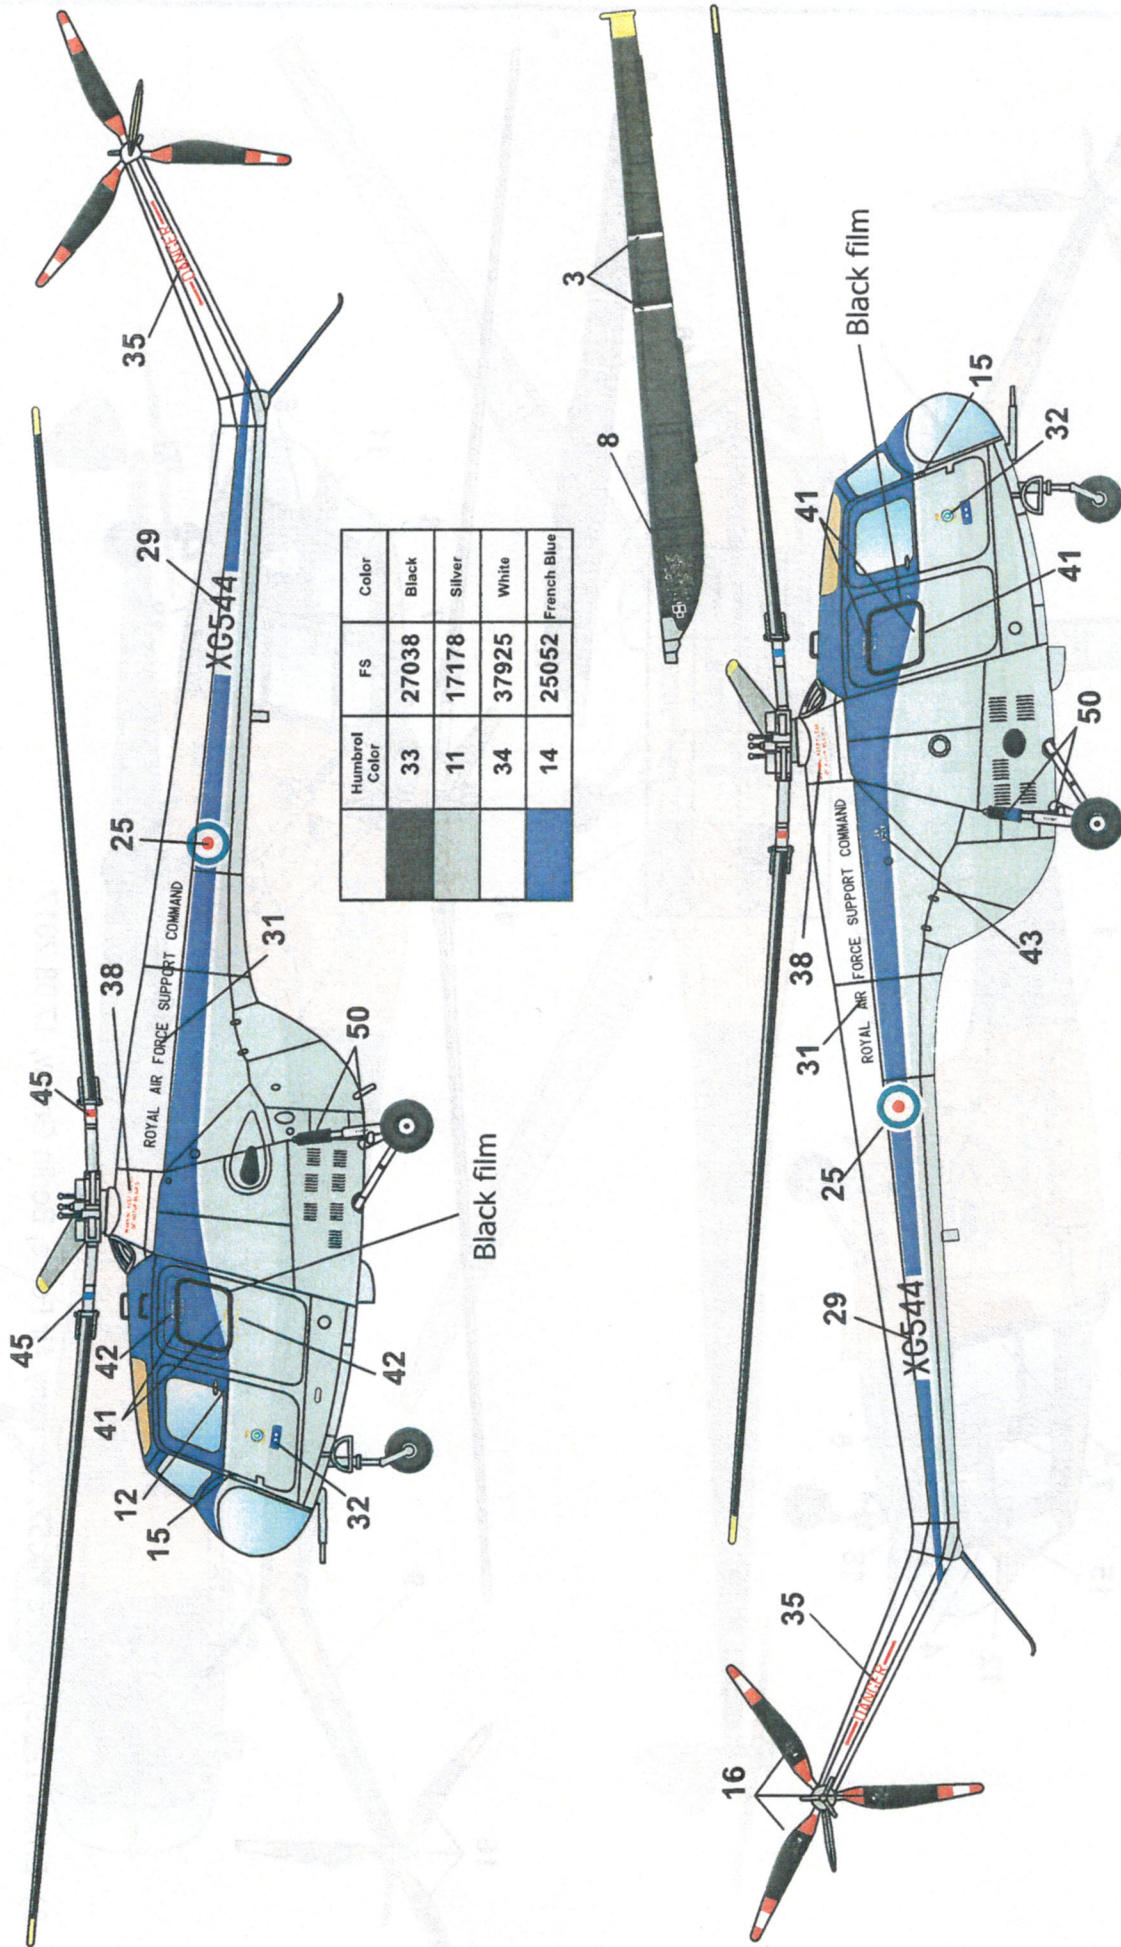 45
38
45
42
41
12
15
32
42
50
31
25
29
35
ROYAL AIR FORCE SUPPORT COMMAND
XG544
DANGER
Black film
Humbrol Color FS Color
33 27038 Black
11 17178 Silver
34 37925 White
14 25052 French Blue
8
3
Black film
41
15
32
41
50
43
38
31
25
29
35
16
ROYAL AIR FORCE SUPPORT COMMAND
XG544
DANGER